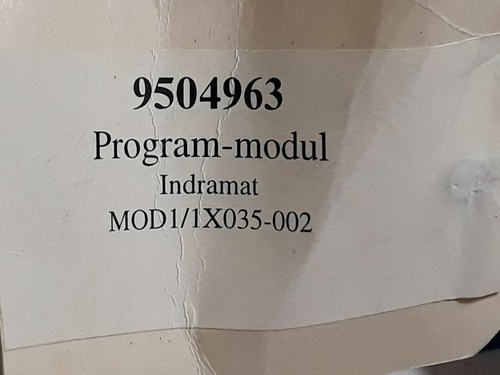 9504963
Program-modul
Indramat
MOD1/1X035-002